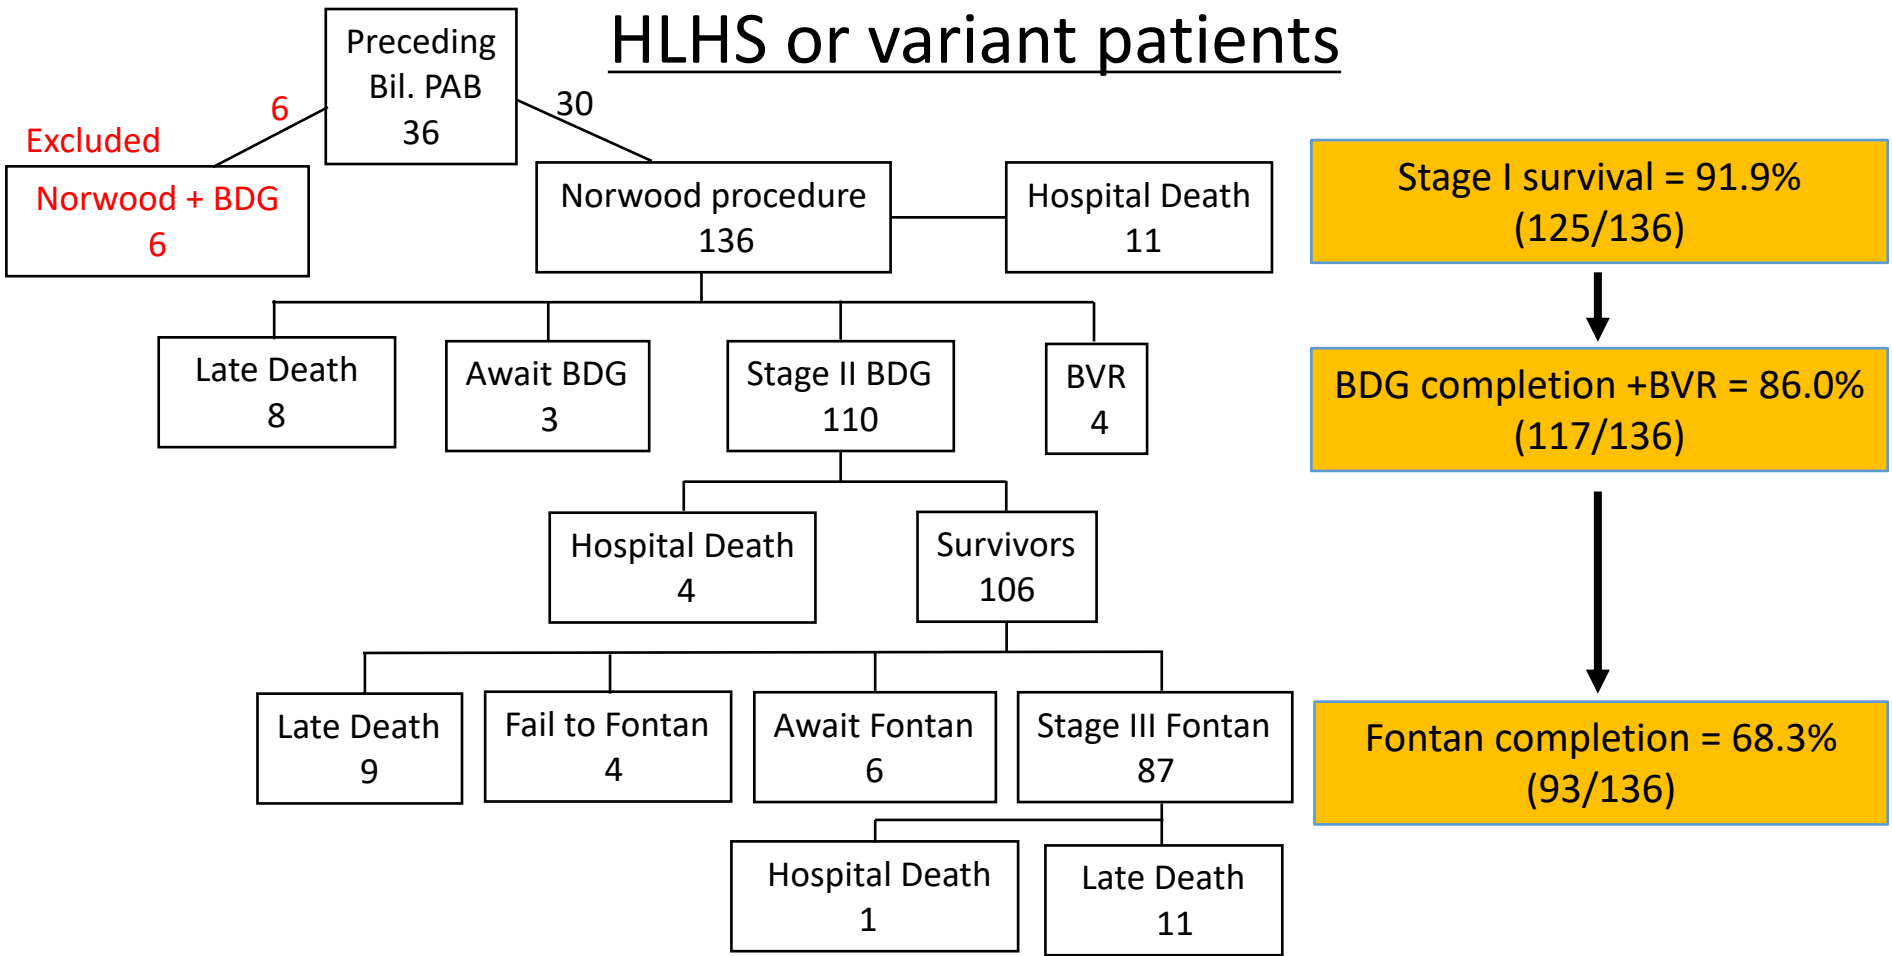 HLHS or variant patients
Preceding
Bil. PAB
36
6
30
Excluded
Norwood + BDG
6
Norwood procedure
136
Hospital Death
11
Stage I survival = 91.9%
(125/136)
Late Death
8
Await BDG
3
Stage II BDG
110
BVR
4
BDG completion +BVR = 86.0%
(117/136)
Hospital Death
4
Survivors
106
Late Death
9
Fail to Fontan
4
Await Fontan
6
Stage III Fontan
87
Fontan completion = 68.3%
(93/136)
Hospital Death
1
Late Death
11